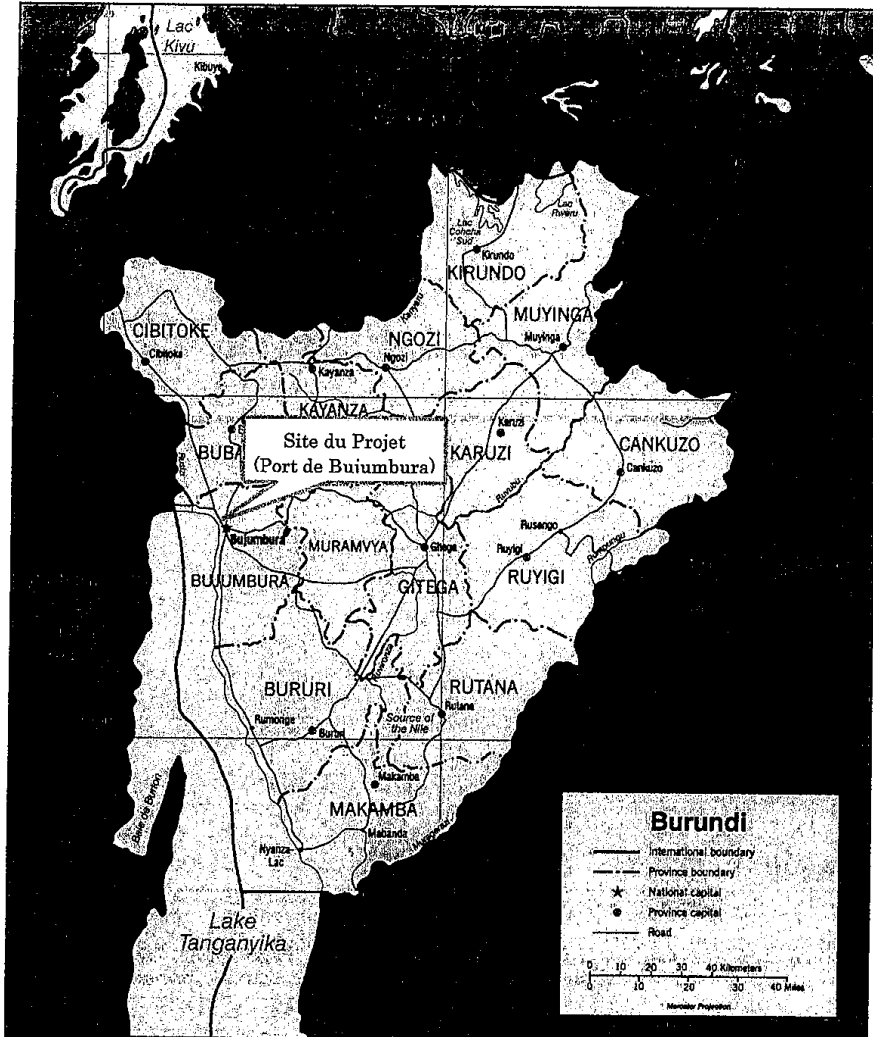 Lac
Kivu
Kibuye
Lac
Rweru
Lac
Cohoha
Sud
Kirundo
KIRUNDO
MUYINGA
Muyinga
CIBITOKE
Cibitoke
NGOZI
Ngozi
Kayanza
KAYANZA
BUBA
Karuzi
KARUZI
CANKUZO
Cankuzo
Site du Projet
(Port de Bujumbura)
Ruvubu
Bujumbura
MURAMVYA
Gitega
Rusengo
Ruyigi
Rumpungu
BUJUMBURA
GITEGA
RUYIGI
BURURI
RUTANA
Rutana
Rumonge
Bururi
Source of
the Nile
Makamba
MAKAMBA
Mabanda
Nyanza-
Lac
Baie de Burton
Lake
Tanganyika
Burundi
International boundary
Province boundary
National capital
Province capital
Road
0 10 20 30 40 Kilometers
0 10 20 30 40 Miles
Mercator Projection